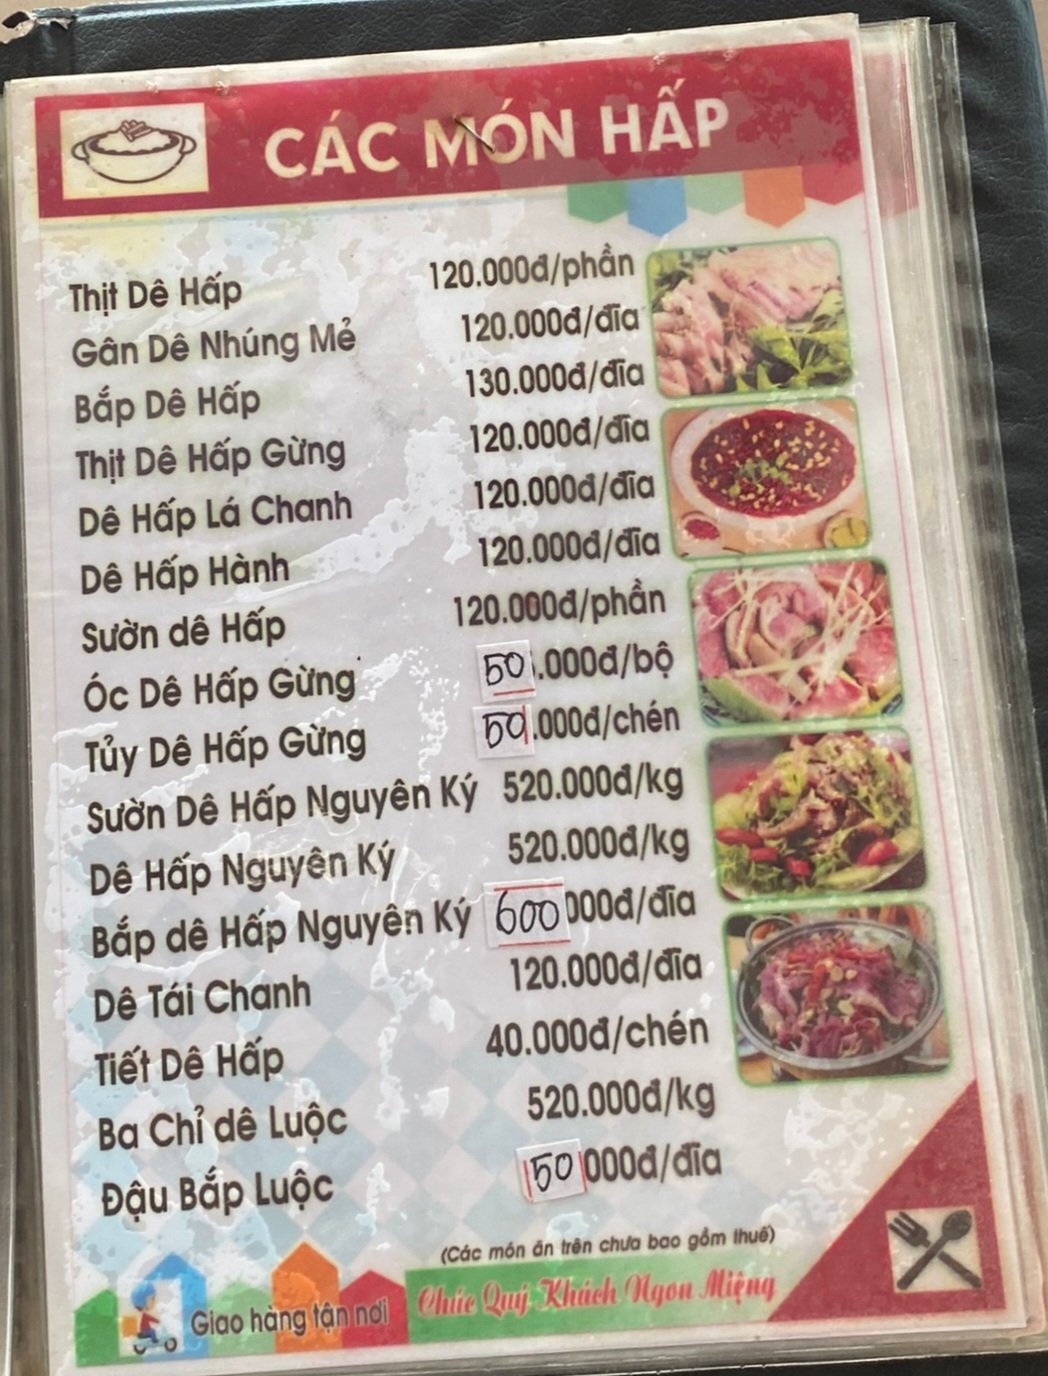 CÁC MÓN HẤP
Thịt Dê Hấp 120.000đ/phần
Gân Dê Nhúng Mẻ 120.000đ/đĩa
Bắp Dê Hấp 130.000đ/đĩa
Thịt Dê Hấp Gừng 120.000đ/đĩa
Dê Hấp Lá Chanh 120.000đ/đĩa
Dê Hấp Hành 120.000đ/đĩa
Sườn dê Hấp 120.000đ/phần
Óc Dê Hấp Gừng 50.000đ/bộ
Tủy Dê Hấp Gừng 50.000đ/chén
Sườn Dê Hấp Nguyên Ký 520.000đ/kg
Dê Hấp Nguyên Ký 520.000đ/kg
Bắp dê Hấp Nguyên Ký 600 000đ/đĩa
Dê Tái Chanh 120.000đ/đĩa
Tiết Dê Hấp 40.000đ/chén
Ba Chỉ dê Luộc 520.000đ/kg
Đậu Bắp Luộc 50 000đ/đĩa
(Các món ăn trên chưa bao gồm thuế)
Giao hàng tận nơi Chúc Quý Khách Ngon Miệng